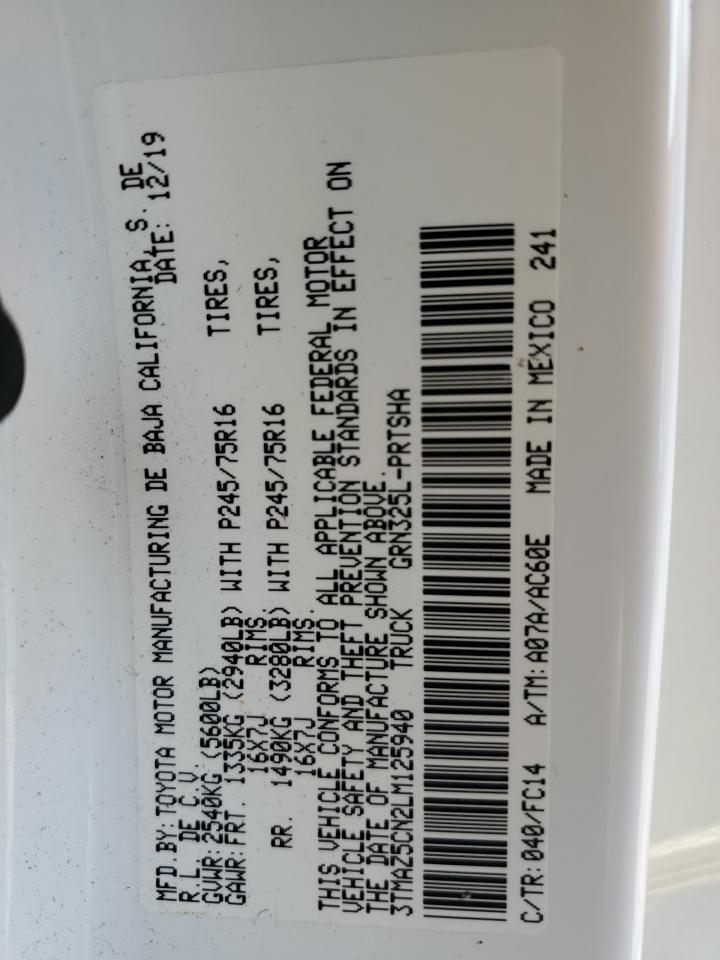 MFD.BY:TOYOTA MOTOR MANUFACTURING DE BAJA CALIFORNIA, S. DE
R.L. DE C.V. DATE: 12/19
GVWR:2540KG (5600LB)
GAWR:FRT. 1335KG (2940LB) WITH P245/75R16 TIRES,
16X7J RIMS,
RR. 1490KG (3280LB) WITH P245/75R16 TIRES,
16X7J RIMS.
THIS VEHICLE CONFORMS TO ALL APPLICABLE FEDERAL MOTOR
VEHICLE SAFETY AND THEFT PREVENTION STANDARDS IN EFFECT ON
THE DATE OF MANUFACTURE SHOWN ABOVE.
3TMAZ5CN2LM125940 TRUCK GRN325L-PRTSHA
C/TR:040/FC14 A/TM:A07A/AC60E MADE IN MEXICO 241